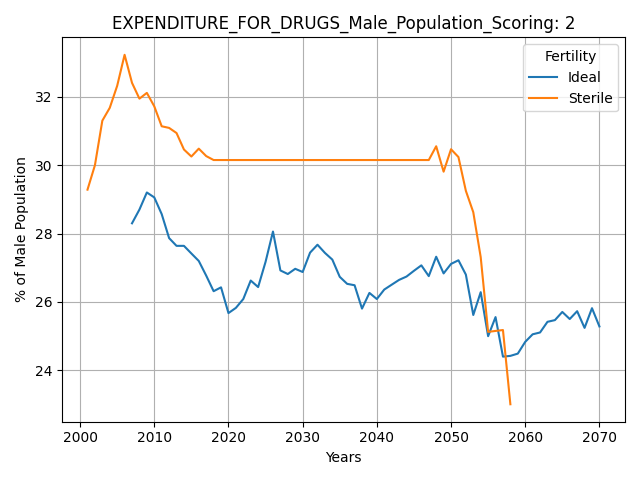 EXPENDITURE_FOR_DRUGS_Male_Population_Scoring: 2
Fertility
Ideal
Sterile
% of Male Population
32
30
28
26
24
2000 2010 2020 2030 2040 2050 2060 2070
Years